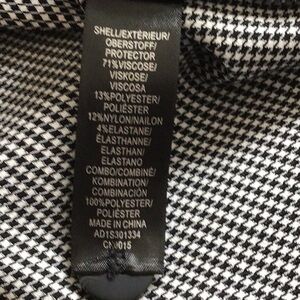 SHELL/EXTÉRIEUR/
OBERSTOFF/
PROTECTOR
71%VISCOSE/
VISKOSE/
VISCOSA
13%POLYESTER/
POLIÉSTER
12%NYLON/NAILON
4%ELASTANE/
ÉLASTHANNE/
ELASTHAN/
ELASTANO
COMBO/COMBINÉ/
KOMBINATION/
COMBINACIÓN
100%POLYESTER/
POLIÉSTER
MADE IN CHINA
AD1S301334